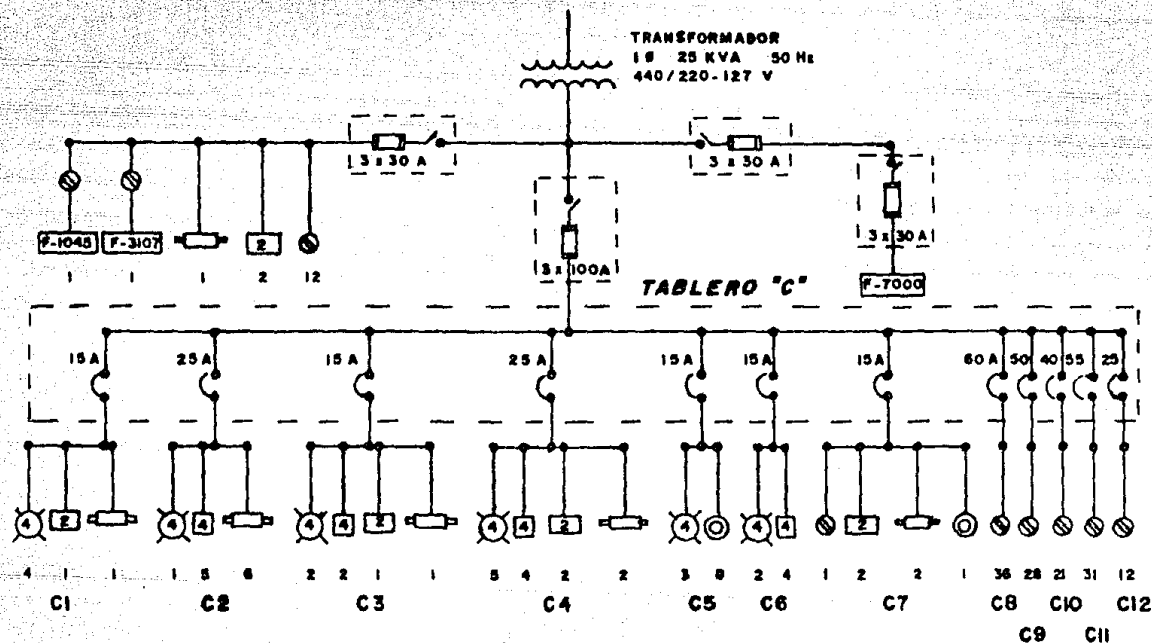 TRANSFORMADOR
1 Ø 25 KVA 50 Hz
440/220-127 V
3 x 30 A
3 x 30 A
3 x 100A
3 x 30 A
F-1045
F-3107
2
F-7000
1 1 1 2 12
TABLERO "C"
15 A 25 A 15 A 25 A 15 A 15 A 15 A 60 A 50 40 55 25
4 2 4 4 4 4 2 4 4 2 4 4 4 2
4 1 1 1 5 6 2 2 1 1 5 4 2 2 3 2 4 1 2 2 1 36 28 21 31 12
C1 C2 C3 C4 C5 C6 C7 C8 C10 C12
C9 C11